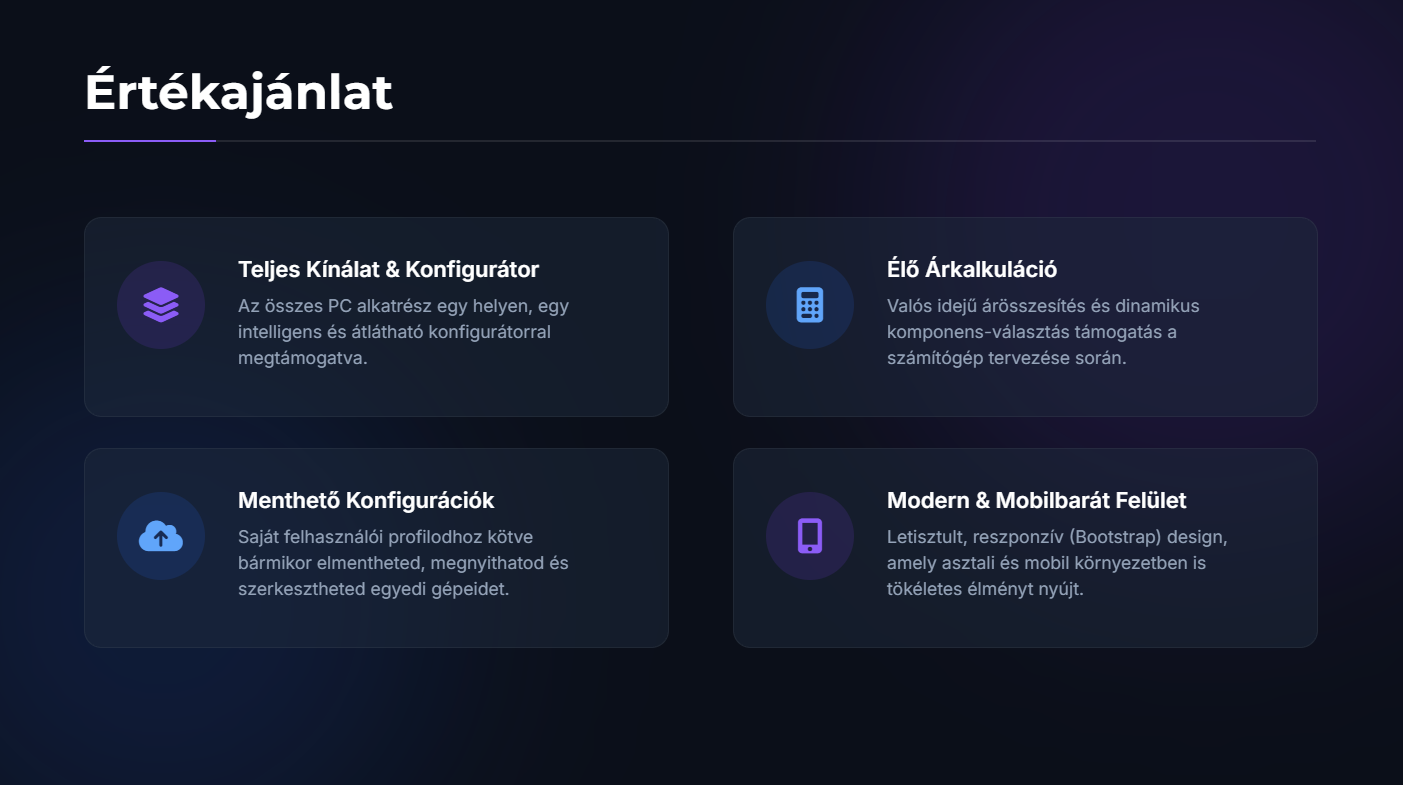 Értékajánlat
Teljes Kínálat & Konfigurátor
Az összes PC alkatrész egy helyen, egy
intelligens és átlátható konfigurátorral
megtámogatva.
Élő Árkalkuláció
Valós idejű árösszesítés és dinamikus
komponens-választás támogatás a
számítógép tervezése során.
Menthető Konfigurációk
Saját felhasználói profilodhoz kötve
bármikor elmentheted, megnyithatod és
szerkesztheted egyedi gépeidet.
Modern & Mobilbarát Felület
Letisztult, reszponzív (Bootstrap) design,
amely asztali és mobil környezetben is
tökéletes élményt nyújt.